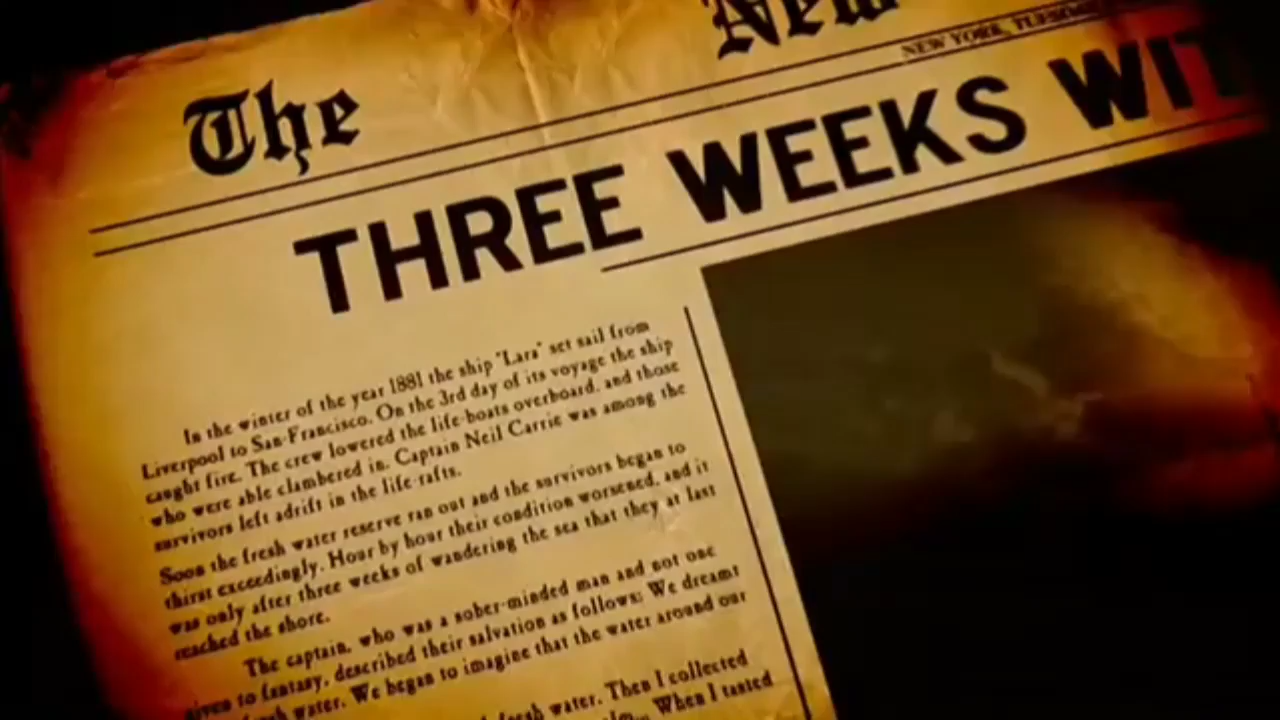 The New
NEW YORK,
THREE WEEKS WIT
In the winter of the year 1881 the ship "Lara" set sail from
Liverpool to San-Francisco. On the 3rd day of its voyage the ship
caught fire. The crew lowered the life-boats overboard, and those
who were able clambered in. Captain Neil Carrie was among the
survivors left adrift in the life-rafts.
Soon the fresh water reserve ran out and the survivors began to
thirst exceedingly. Hour by hour their condition worsened, and it
was only after three weeks of wandering the sea that they at last
reached the shore.
The captain, who was a sober-minded man and not one
given to fantasy, described their salvation as follows: We dreamt
water. We began to imagine that the water around our
fresh water. Then I collected
When I tasted